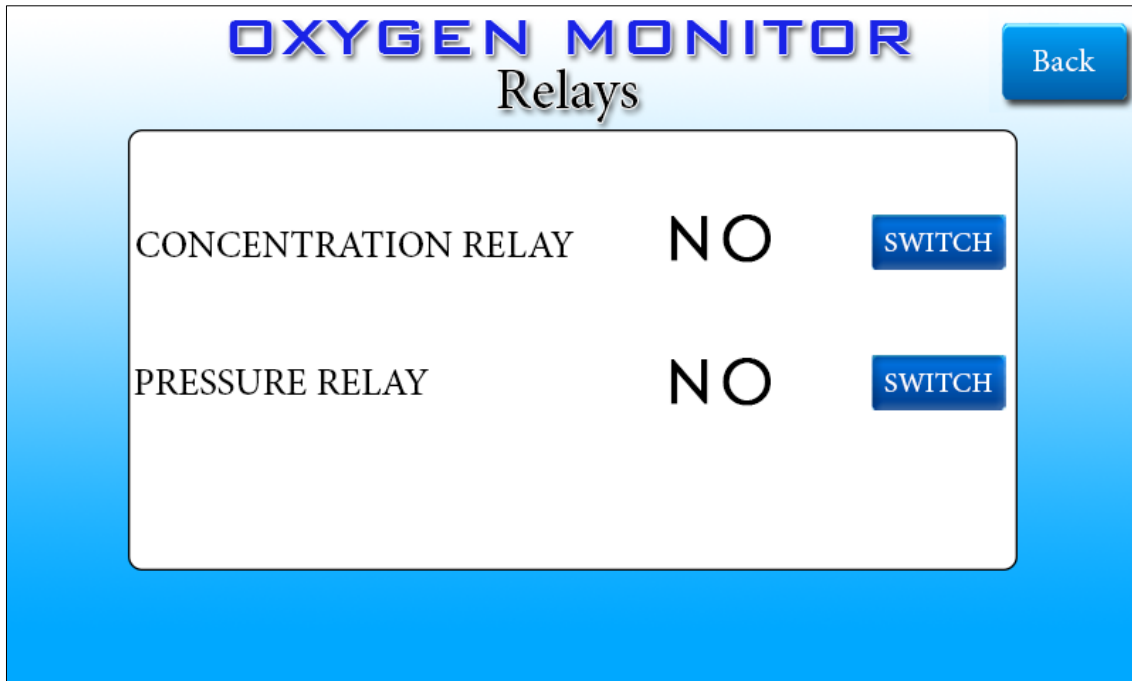 OXYGEN MONITOR
Relays
Back
CONCENTRATION RELAY NO SWITCH
PRESSURE RELAY NO SWITCH